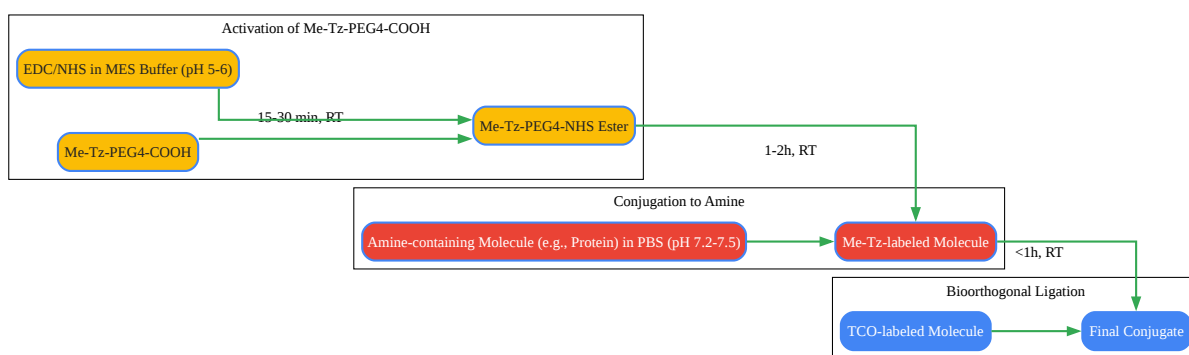 Activation of Me-Tz-PEG4-COOH
EDC/NHS in MES Buffer (pH 5-6)
15-30 min, RT
Me-Tz-PEG4-NHS Ester
Me-Tz-PEG4-COOH
1-2h, RT
Conjugation to Amine
Amine-containing Molecule (e.g., Protein) in PBS (pH 7.2-7.5)
Me-Tz-labeled Molecule
<1h, RT
Bioorthogonal Ligation
TCO-labeled Molecule
Final Conjugate